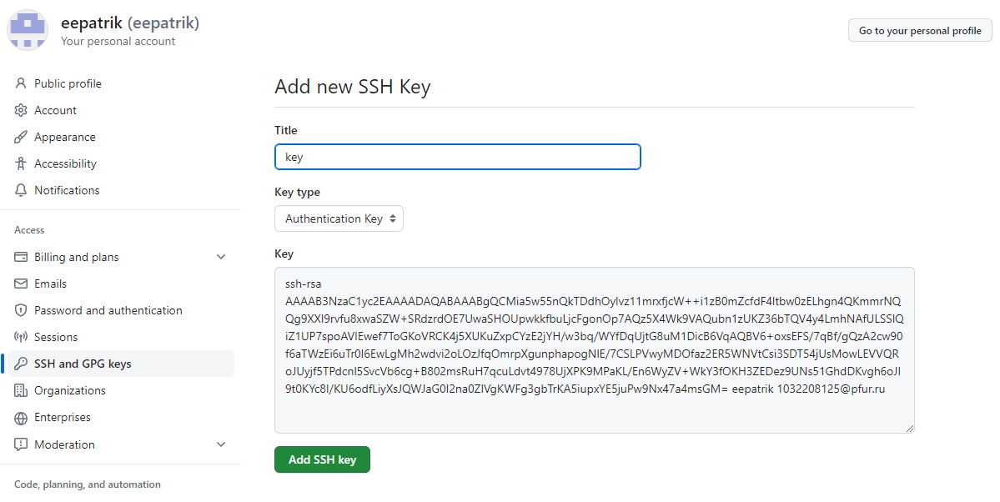 eepatrik (eepatrik)
Your personal account
Go to your personal profile
Public profile
Account
Appearance
Accessibility
Notifications
Access
Billing and plans
Emails
Password and authentication
Sessions
SSH and GPG keys
Organizations
Enterprises
Moderation
Code, planning, and automation
Add new SSH Key
Title
key
Key type
Authentication Key
Key
ssh-rsa
AAAAB3NzaC1yc2EAAAADAQABAAABgQCMia5w55nQkTDdhOylvz11mrxfjcW++i1zB0mZcfdF4ltbw0zELhgn4QKmmrNQ
Qg9XXI9rvfu8xwaSZW+SRdzrdOE7UwaSHOUpwkkfbuLjcFgonOp7AQz5X4Wk9VAQubn1zUKZ36bTQV4y4LmhNAfULSSIQ
iZ1UP7spoAVIEwef7ToGKoVRCK4j5XUKuZxpCYzE2jYH/w3bq/WYfDqUjtG8uM1DicB6VqAQBV6+oxsEFS/7qBf/gQzA2cw90
f6aTWzEi6uTr0I6EwLgMh2wdvi2oLOzJfqOmrpXgunphapogNIE/7CSLPVwyMDOfaz2ER5WNVtCsi3SDT54jUsMowLEVVQR
oJUyjf5TPdcnI5SvcVb6cg+B802msRuH7qcuLdvt4978UjXPK9MPaKL/En6WyZV+WkY3fOKH3ZEDez9UNs51GhdDKvgh6oJI
9t0KYc8I/KU6odfLiyXsJQWJaG0I2na0ZlVgKWFg3gbTrKA5iupxYE5juPw9Nx47a4msGM= eepatrik 1032208125@pfur.ru
Add SSH key